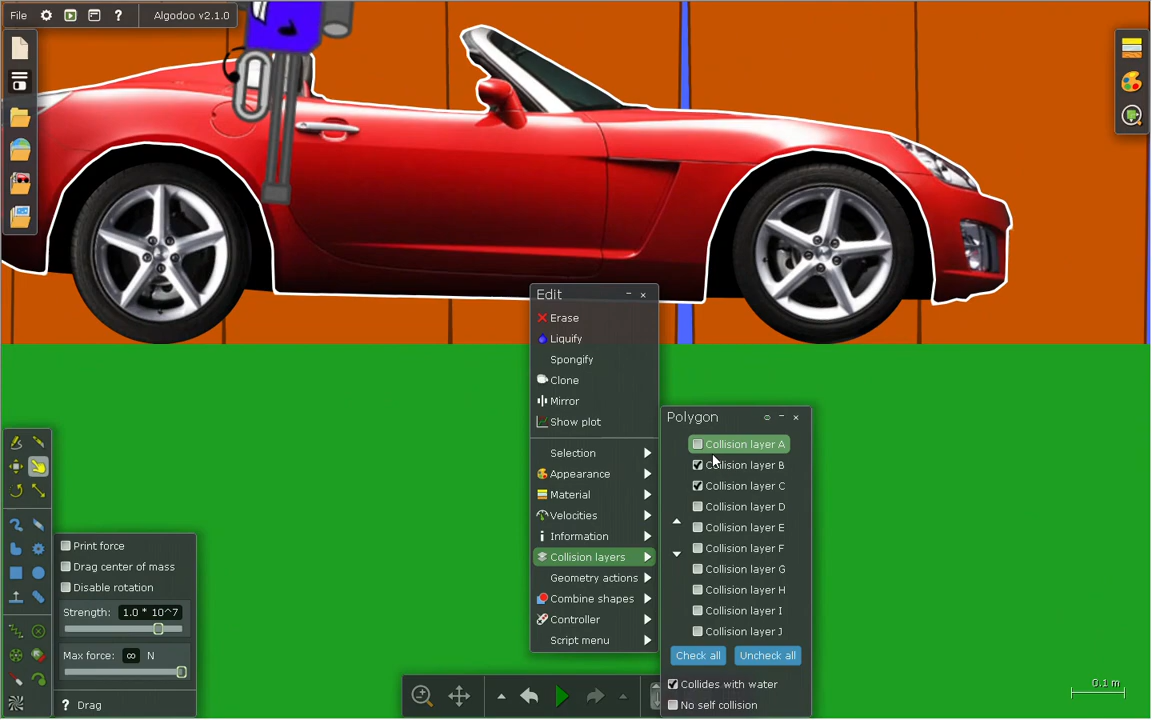 File ? Algodoo v2.1.0
Edit
Erase
Liquify
Spongify
Clone
Mirror
Show plot
Selection
Appearance
Material
Velocities
Information
Collision layers
Geometry actions
Combine shapes
Controller
Script menu
Polygon
Collision layer A
Collision layer B
Collision layer C
Collision layer D
Collision layer E
Collision layer F
Collision layer G
Collision layer H
Collision layer I
Collision layer J
Check all Uncheck all
Collides with water
No self collision
Print force
Drag center of mass
Disable rotation
Strength: 1.0 * 10^7
Max force: ∞ N
? Drag
0.1 m